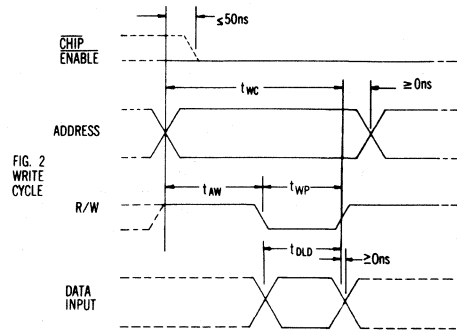 ≤50ns
CHIP
ENABLE
tWC
≥0ns
ADDRESS
FIG. 2
WRITE
CYCLE
tAW
tWP
R/W
tDLD
≥0ns
DATA
INPUT